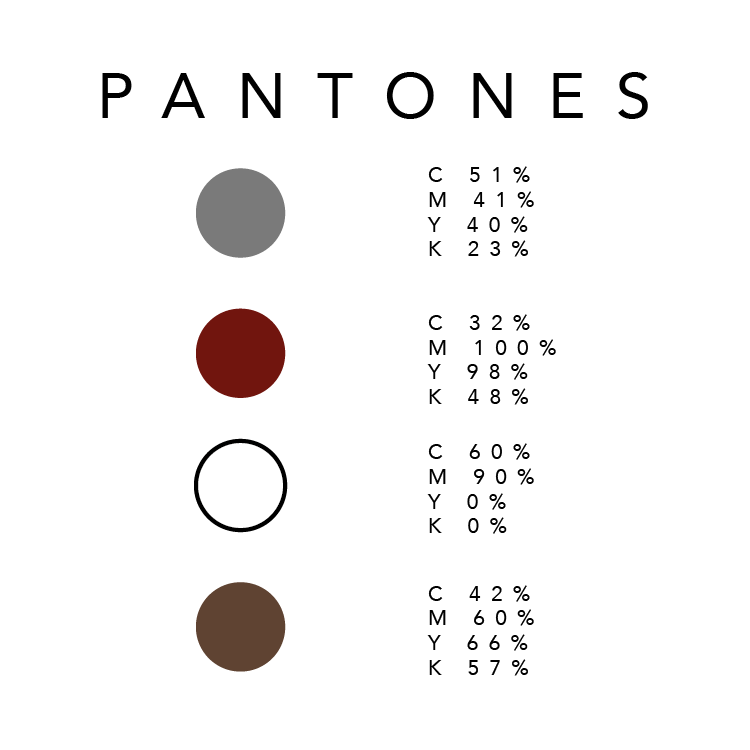 PANTONES
C 51%
M 41%
Y 40%
K 23%
C 32%
M 100%
Y 98%
K 48%
C 60%
M 90%
Y 0%
K 0%
C 42%
M 60%
Y 66%
K 57%